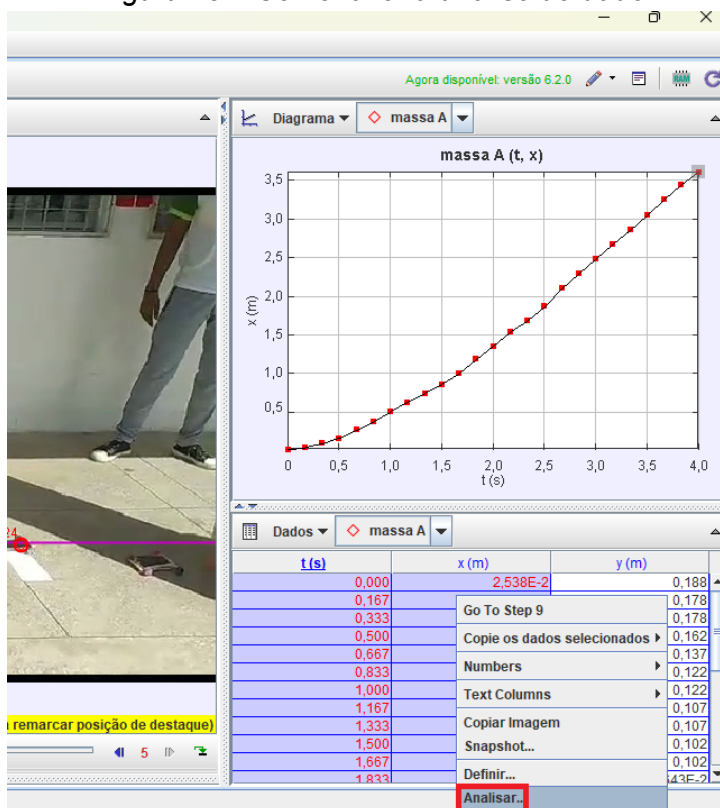 Agora disponível: versão 6.2.0
Diagrama massa A
massa A (t, x)
3,5
3,0
2,5
2,0
1,5
1,0
0,5
x (m)
0 0,5 1,0 1,5 2,0 2,5 3,0 3,5 4,0
t (s)
Dados massa A
t (s) x (m) y (m)
0,000 2,538E-2 0,188
0,167 0,178
0,333 0,178
0,500 0,162
0,667 0,137
0,833 0,122
1,000 0,122
1,167 0,107
1,333 0,107
1,500 0,102
1,667 0,102
1,833 43E-2
Go To Step 9
Copie os dados selecionados
Numbers
Text Columns
Copiar Imagem
Snapshot...
Definir...
Analisar...
24
remarcar posição de destaque)
5